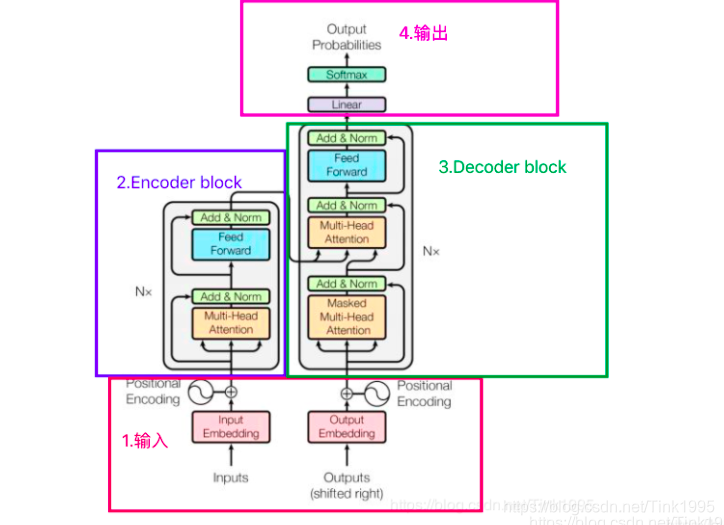 Output
Probabilities
4.输出
Softmax
Linear
Add & Norm
Feed
Forward
3.Decoder block
2.Encoder block
Add & Norm
Multi-Head
Attention
Add & Norm
Feed
Forward
N×
N×
Add & Norm
Masked
Multi-Head
Attention
Add & Norm
Multi-Head
Attention
Positional
Encoding
Positional
Encoding
1.输入
Input
Embedding
Output
Embedding
Inputs
Outputs
(shifted right)
https://blog.csdn.net/Tink1995